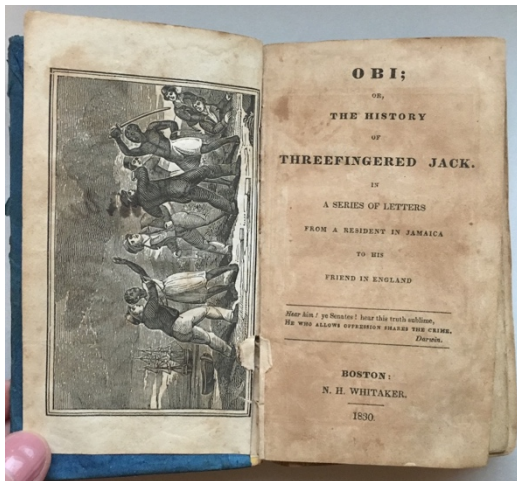 OBI;
OR,
THE HISTORY
OF
THREEFINGERED JACK.
IN
A SERIES OF LETTERS
FROM A RESIDENT IN JAMAICA
TO HIS
FRIEND IN ENGLAND
Hear him! ye Senates! hear this truth sublime,
HE WHO ALLOWS OPPRESSION SHARES THE CRIME.
Darwin.
BOSTON:
N. H. WHITAKER.
1830.